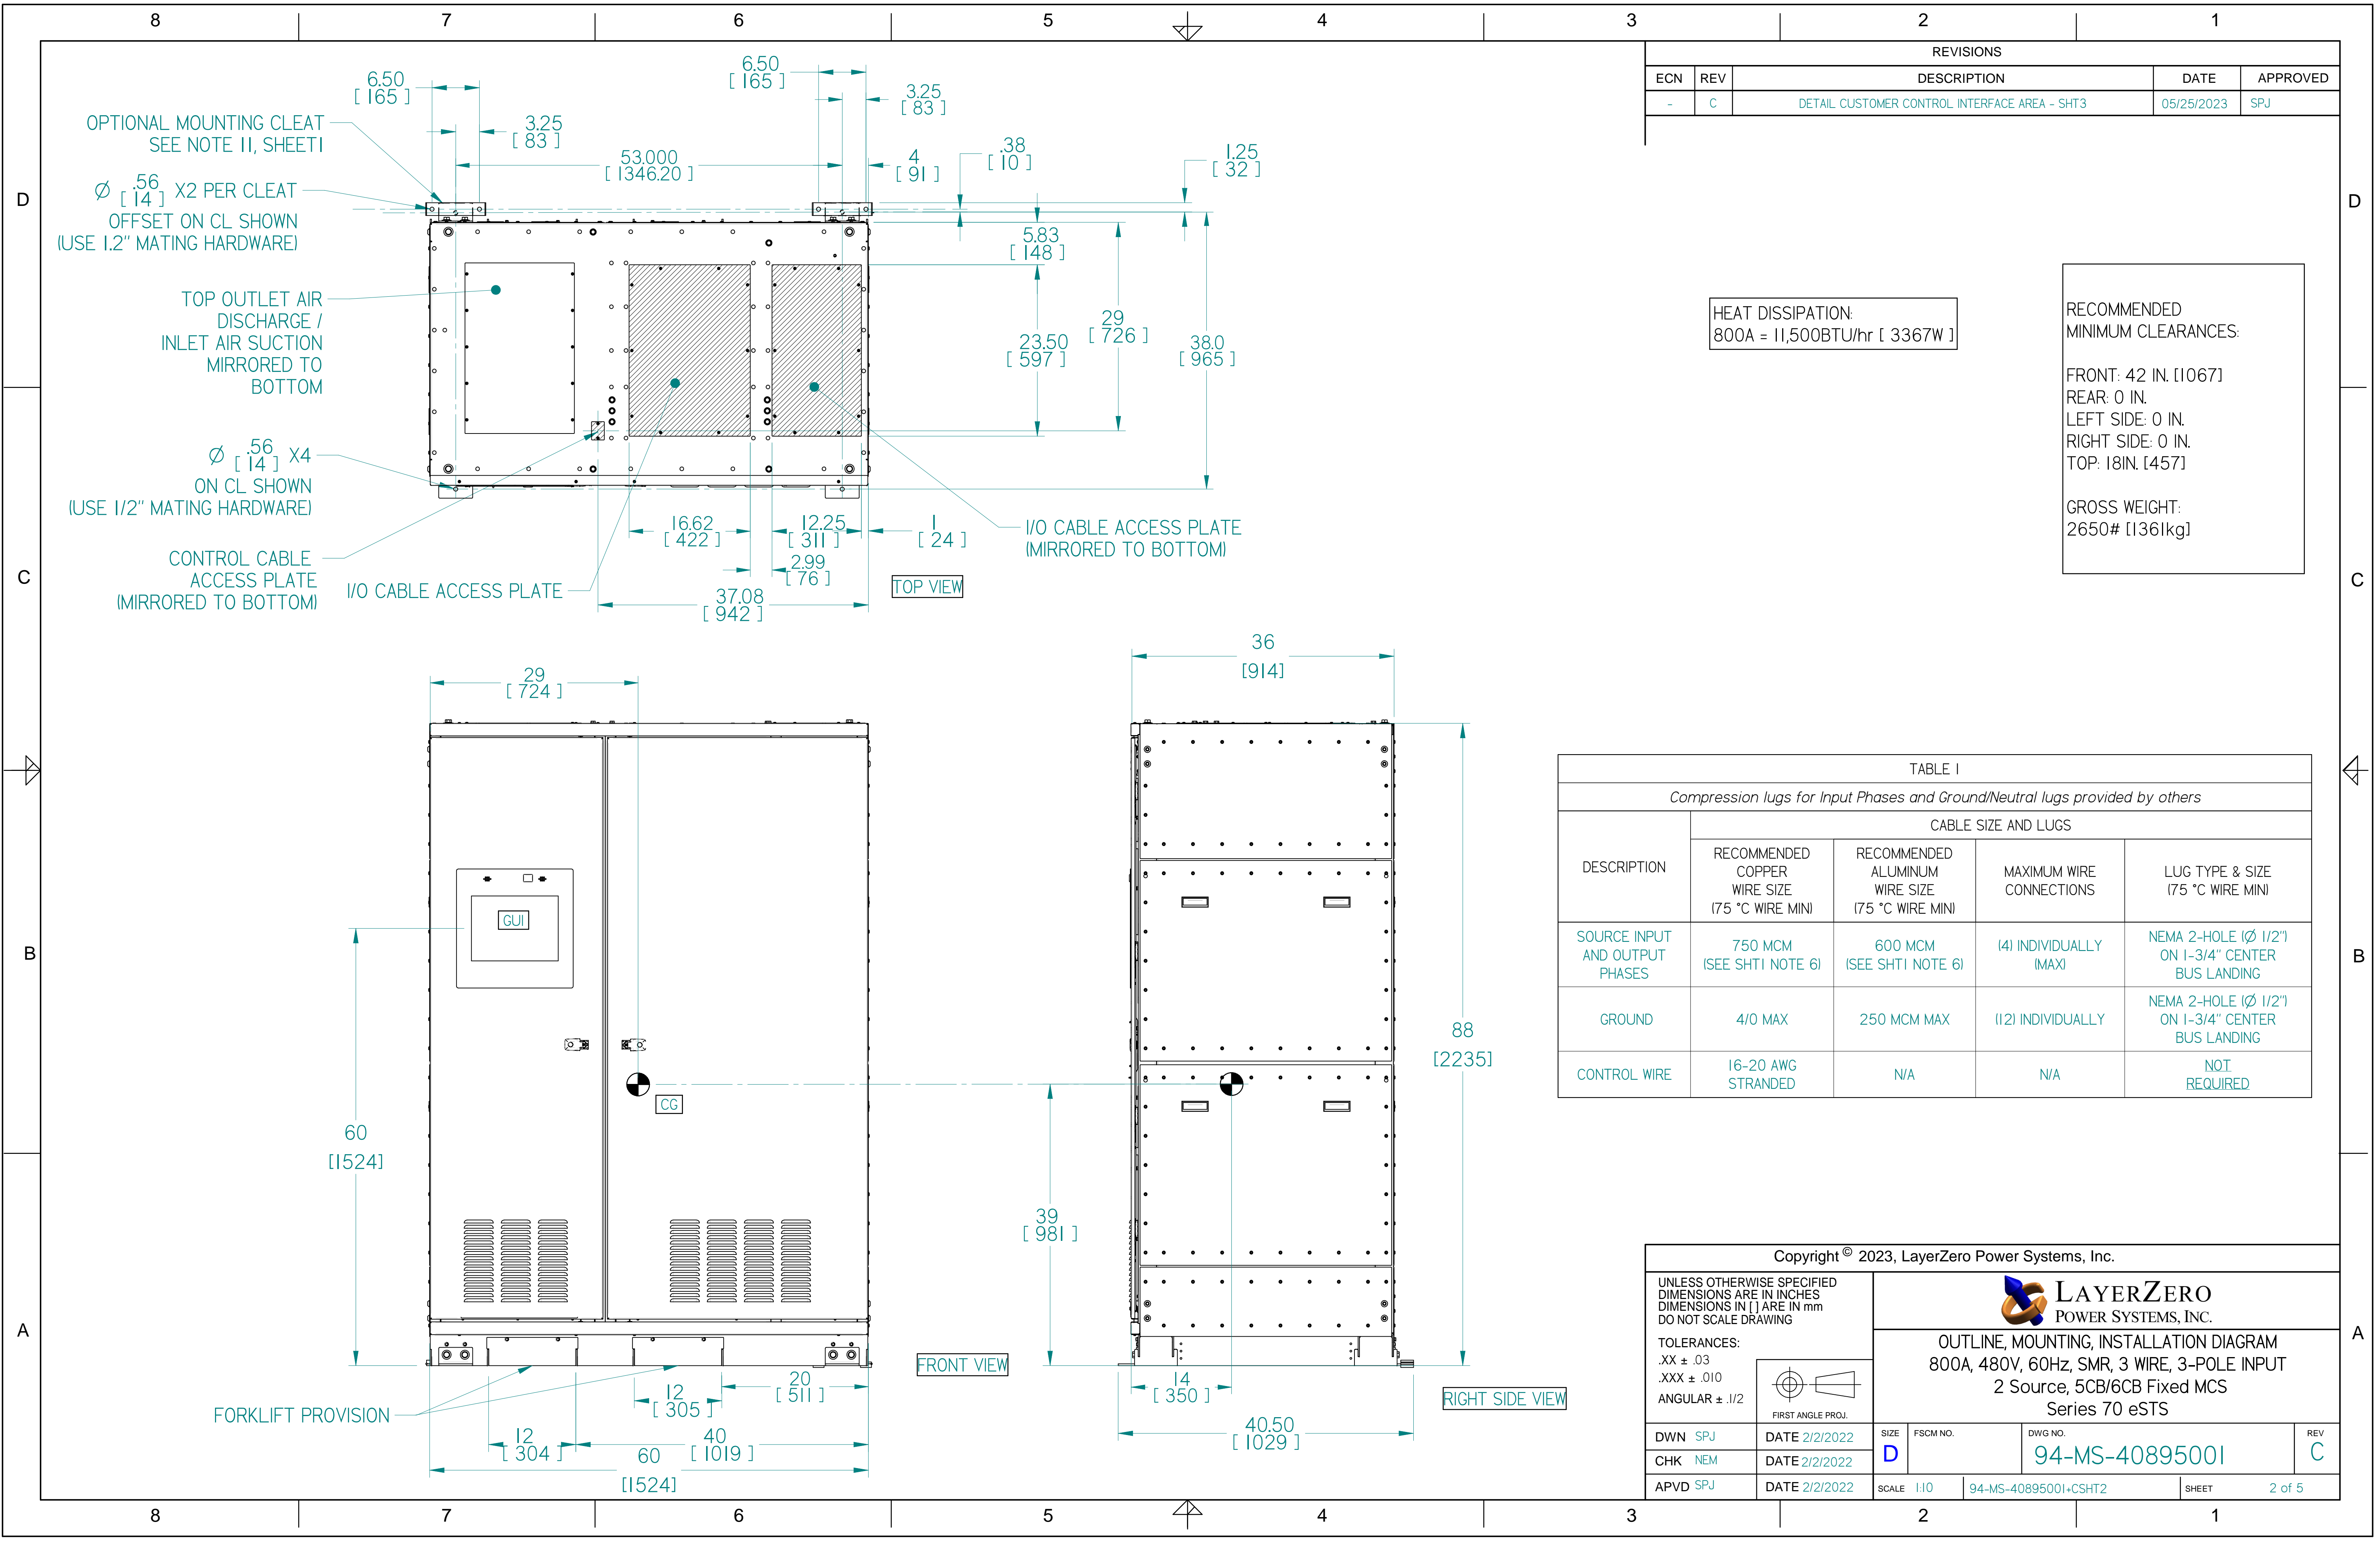 8 7 6 5 4 3 2 1
REVISIONS
ECN REV DESCRIPTION DATE APPROVED
- C DETAIL CUSTOMER CONTROL INTERFACE AREA - SHT3 05/25/2023 SPJ
D
D
C
C
B
B
A
A
6.50
[ 165 ]
6.50
[ 165 ]
3.25
[ 83 ]
OPTIONAL MOUNTING CLEAT
SEE NOTE 11, SHEET1
3.25
[ 83 ]
53.000
[ 1346.20 ]
4
[ 91 ]
.38
[ 10 ]
1.25
[ 32 ]
Ø .56 [ 14 ] X2 PER CLEAT
OFFSET ON CL SHOWN
(USE 1.2" MATING HARDWARE)
5.83
[ 148 ]
TOP OUTLET AIR
DISCHARGE /
INLET AIR SUCTION
MIRRORED TO
BOTTOM
29
[ 726 ]
23.50
[ 597 ]
38.0
[ 965 ]
Ø .56 [ 14 ] X4
ON CL SHOWN
(USE 1/2" MATING HARDWARE)
16.62
[ 422 ]
12.25
[ 311 ]
1
[ 24 ]
2.99
[ 76 ]
37.08
[ 942 ]
I/O CABLE ACCESS PLATE
(MIRRORED TO BOTTOM)
CONTROL CABLE
ACCESS PLATE
(MIRRORED TO BOTTOM)
I/O CABLE ACCESS PLATE
TOP VIEW
HEAT DISSIPATION:
800A = 11,500BTU/hr [ 3367W ]
RECOMMENDED
MINIMUM CLEARANCES:
FRONT: 42 IN. [1067]
REAR: 0 IN.
LEFT SIDE: 0 IN.
RIGHT SIDE: 0 IN.
TOP: 18IN. [457]
GROSS WEIGHT:
2650# [1361kg]
29
[ 724 ]
GUI
CG
60
[1524]
39
[ 981 ]
FRONT VIEW
FORKLIFT PROVISION
12
[ 305 ]
20
[ 511 ]
12
[ 304 ]
40
[ 1019 ]
60
[1524]
36
[914]
88
[2235]
14
[ 350 ]
40.50
[ 1029 ]
RIGHT SIDE VIEW
TABLE 1
Compression lugs for Input Phases and Ground/Neutral lugs provided by others
DESCRIPTION
CABLE SIZE AND LUGS
RECOMMENDED
COPPER
WIRE SIZE
(75 °C WIRE MIN)
RECOMMENDED
ALUMINUM
WIRE SIZE
(75 °C WIRE MIN)
MAXIMUM WIRE
CONNECTIONS
LUG TYPE & SIZE
(75 °C WIRE MIN)
SOURCE INPUT
AND OUTPUT
PHASES
750 MCM
(SEE SHT1 NOTE 6)
600 MCM
(SEE SHT1 NOTE 6)
(4) INDIVIDUALLY
(MAX)
NEMA 2-HOLE (Ø 1/2")
ON 1-3/4" CENTER
BUS LANDING
GROUND
4/0 MAX
250 MCM MAX
(12) INDIVIDUALLY
NEMA 2-HOLE (Ø 1/2")
ON 1-3/4" CENTER
BUS LANDING
CONTROL WIRE
16-20 AWG
STRANDED
N/A
N/A
NOT
REQUIRED
Copyright © 2023, LayerZero Power Systems, Inc.
UNLESS OTHERWISE SPECIFIED
DIMENSIONS ARE IN INCHES
DIMENSIONS IN [ ] ARE IN mm
DO NOT SCALE DRAWING
TOLERANCES:
.XX ± .03
.XXX ± .010
ANGULAR ± .1/2
FIRST ANGLE PROJ.
LAYERZERO
POWER SYSTEMS, INC.
OUTLINE, MOUNTING, INSTALLATION DIAGRAM
800A, 480V, 60Hz, SMR, 3 WIRE, 3-POLE INPUT
2 Source, 5CB/6CB Fixed MCS
Series 70 eSTS
DWN SPJ DATE 2/2/2022
CHK NEM DATE 2/2/2022
APVD SPJ DATE 2/2/2022
SIZE
D
FSCM NO.
DWG NO.
94-MS-40895001
REV
C
SCALE 1:10
94-MS-40895001+CSHT2
SHEET 2 of 5
8 7 6 5 4 3 2 1